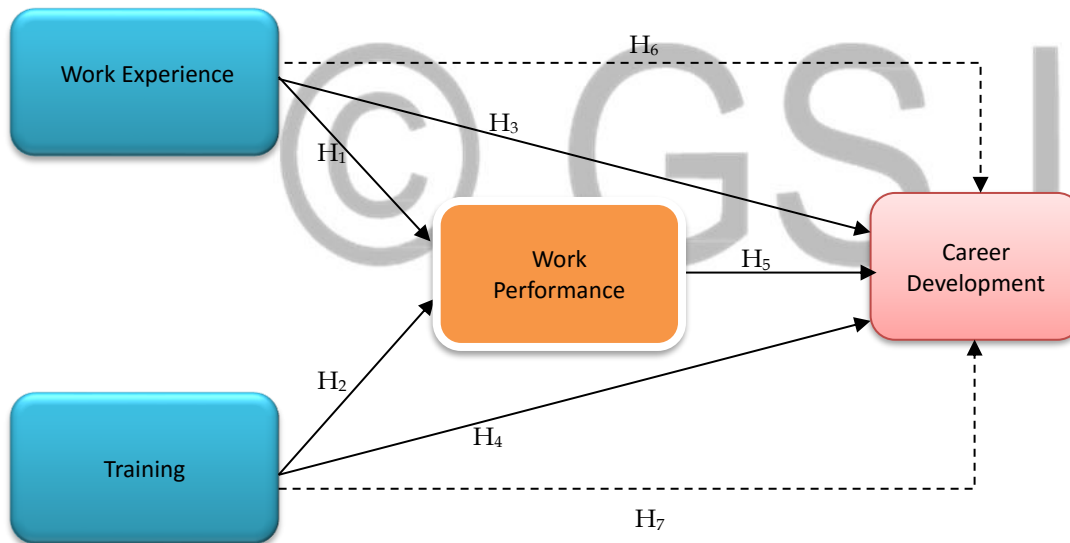 H₆
Work Experience
H₃
H₁
© GSJ
Work
Performance
H₅
Career
Development
H₂
H₄
Training
H₇